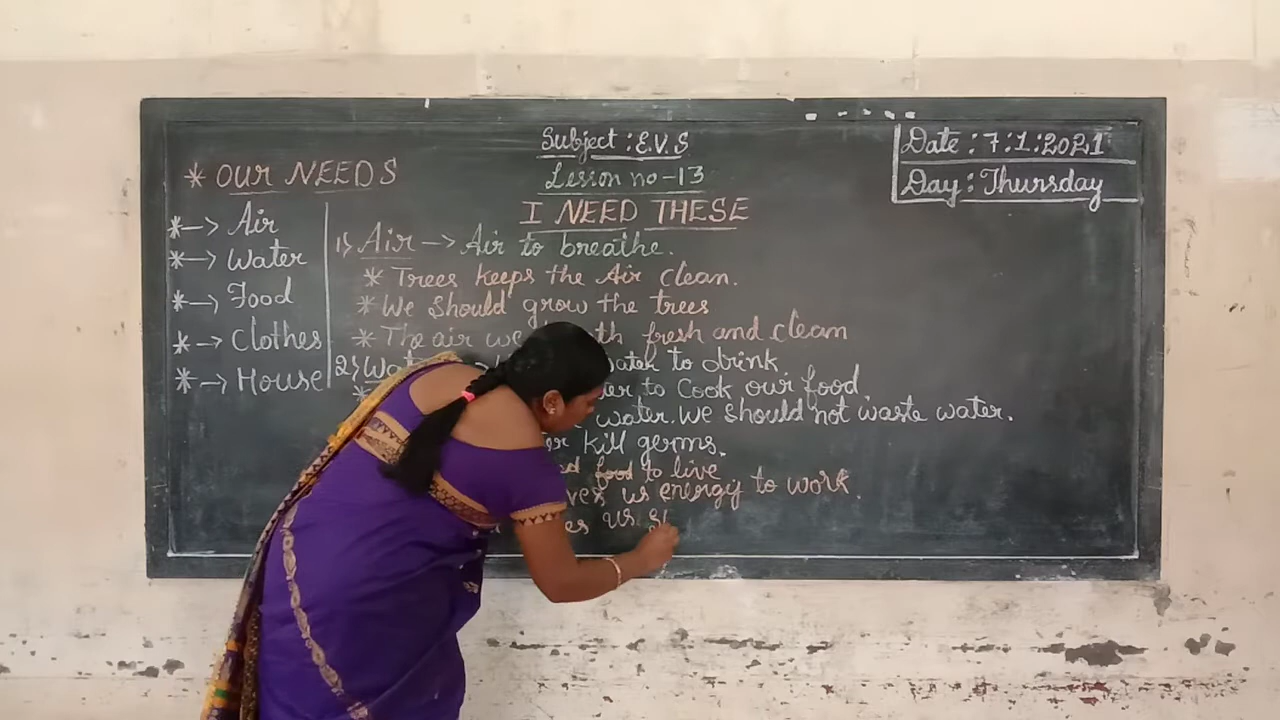 Subject : E.V.S
Lesson no-13
I NEED THESE
Date : 7:1:2021
Day : Thursday
* OUR NEEDS
*-> Air
*-> Water
*-> Food
*-> Clothes
*-> House
1) Air -> Air to breathe.
* Trees keeps the Air clean.
* We should grow the trees
* The air we fresh and clean
2) to drink.
* to Cook our food
water. We should not waste water.
kill germs.
food to live
us energy to work.
us